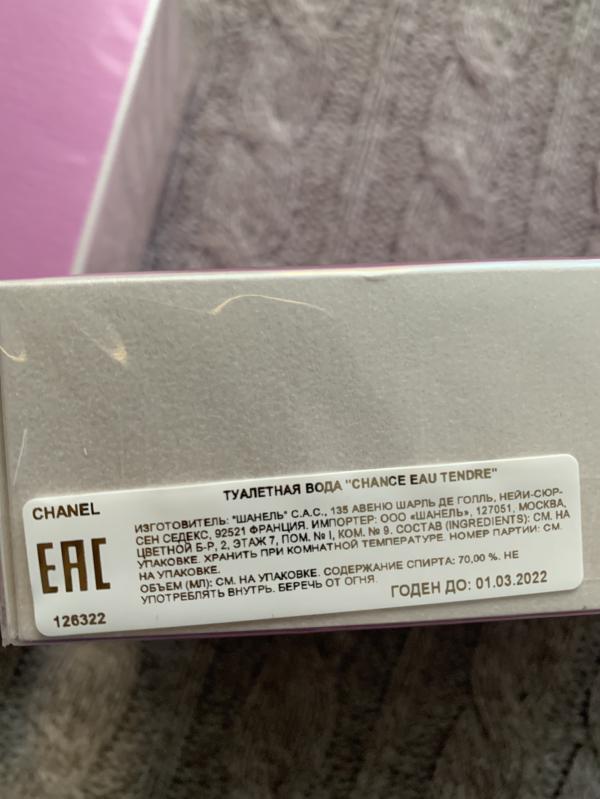 ТУАЛЕТНАЯ ВОДА "CHANCE EAU TENDRE"
CHANEL
ИЗГОТОВИТЕЛЬ: "ШАНЕЛЬ" С.А.С., 135 АВЕНЮ ШАРЛЬ ДЕ ГОЛЛЬ, НЕЙИ-СЮР-
СЕН СЕДЕКС, 92521 ФРАНЦИЯ. ИМПОРТЕР: ООО «ШАНЕЛЬ», 127051, МОСКВА,
ЦВЕТНОЙ Б-Р, 2, ЭТАЖ 7, ПОМ. № I, КОМ. № 9. СОСТАВ (INGREDIENTS): СМ. НА
УПАКОВКЕ. ХРАНИТЬ ПРИ КОМНАТНОЙ ТЕМПЕРАТУРЕ. НОМЕР ПАРТИИ: СМ.
НА УПАКОВКЕ.
ОБЪЕМ (МЛ): СМ. НА УПАКОВКЕ. СОДЕРЖАНИЕ СПИРТА: 70,00 %. НЕ
УПОТРЕБЛЯТЬ ВНУТРЬ. БЕРЕЧЬ ОТ ОГНЯ.
ГОДЕН ДО: 01.03.2022
EAC
126322